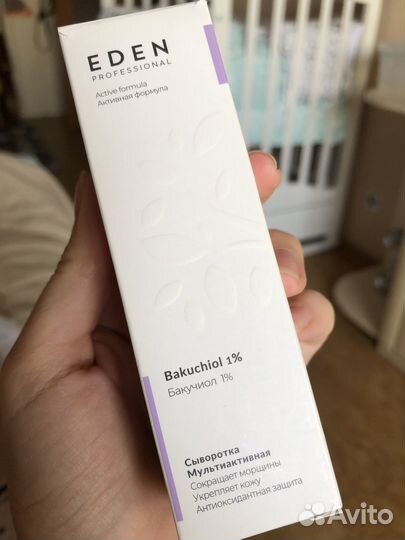 EDEN
PROFESSIONAL
Active formula
Активная формула
Bakuchiol 1%
Бакучиол 1%
Сыворотка
Мультиактивная
Сокращает морщины
Укрепляет кожу
Антиоксидантная защита
Avito